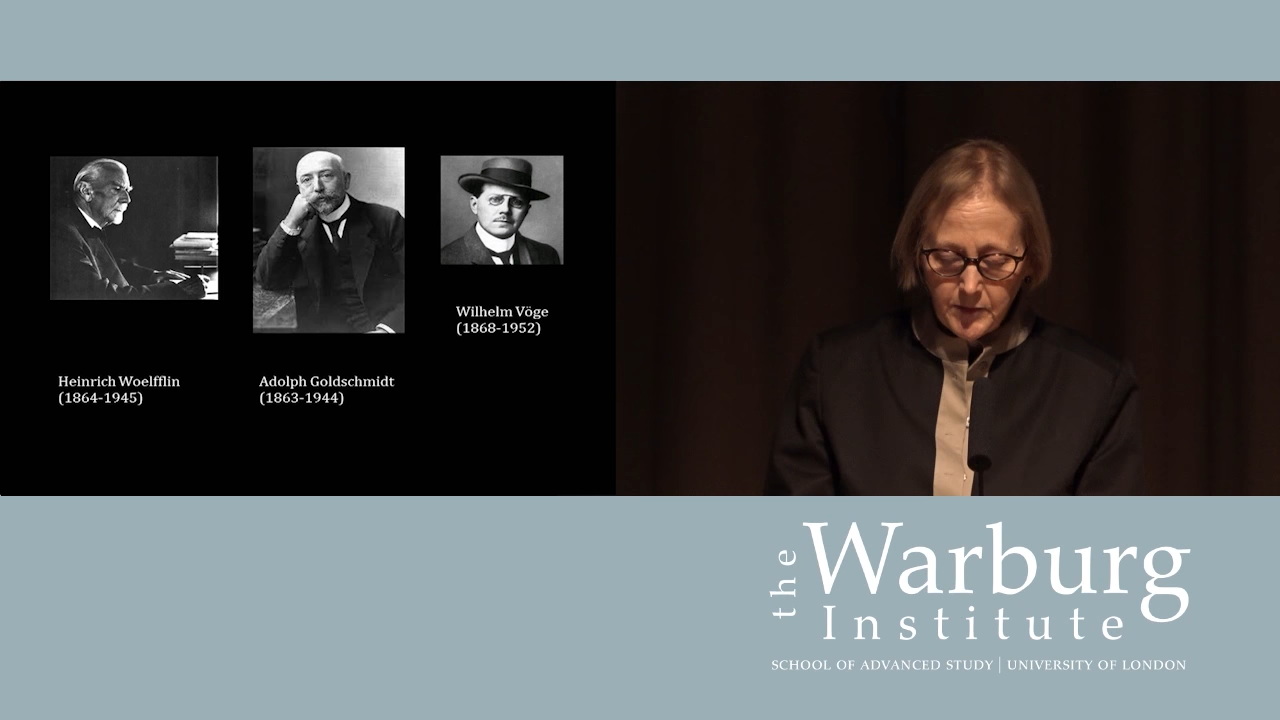 Wilhelm Vöge
(1868-1952)
Heinrich Woelfflin
(1864-1945)
Adolph Goldschmidt
(1863-1944)
the Warburg
Institute
SCHOOL OF ADVANCED STUDY | UNIVERSITY OF LONDON